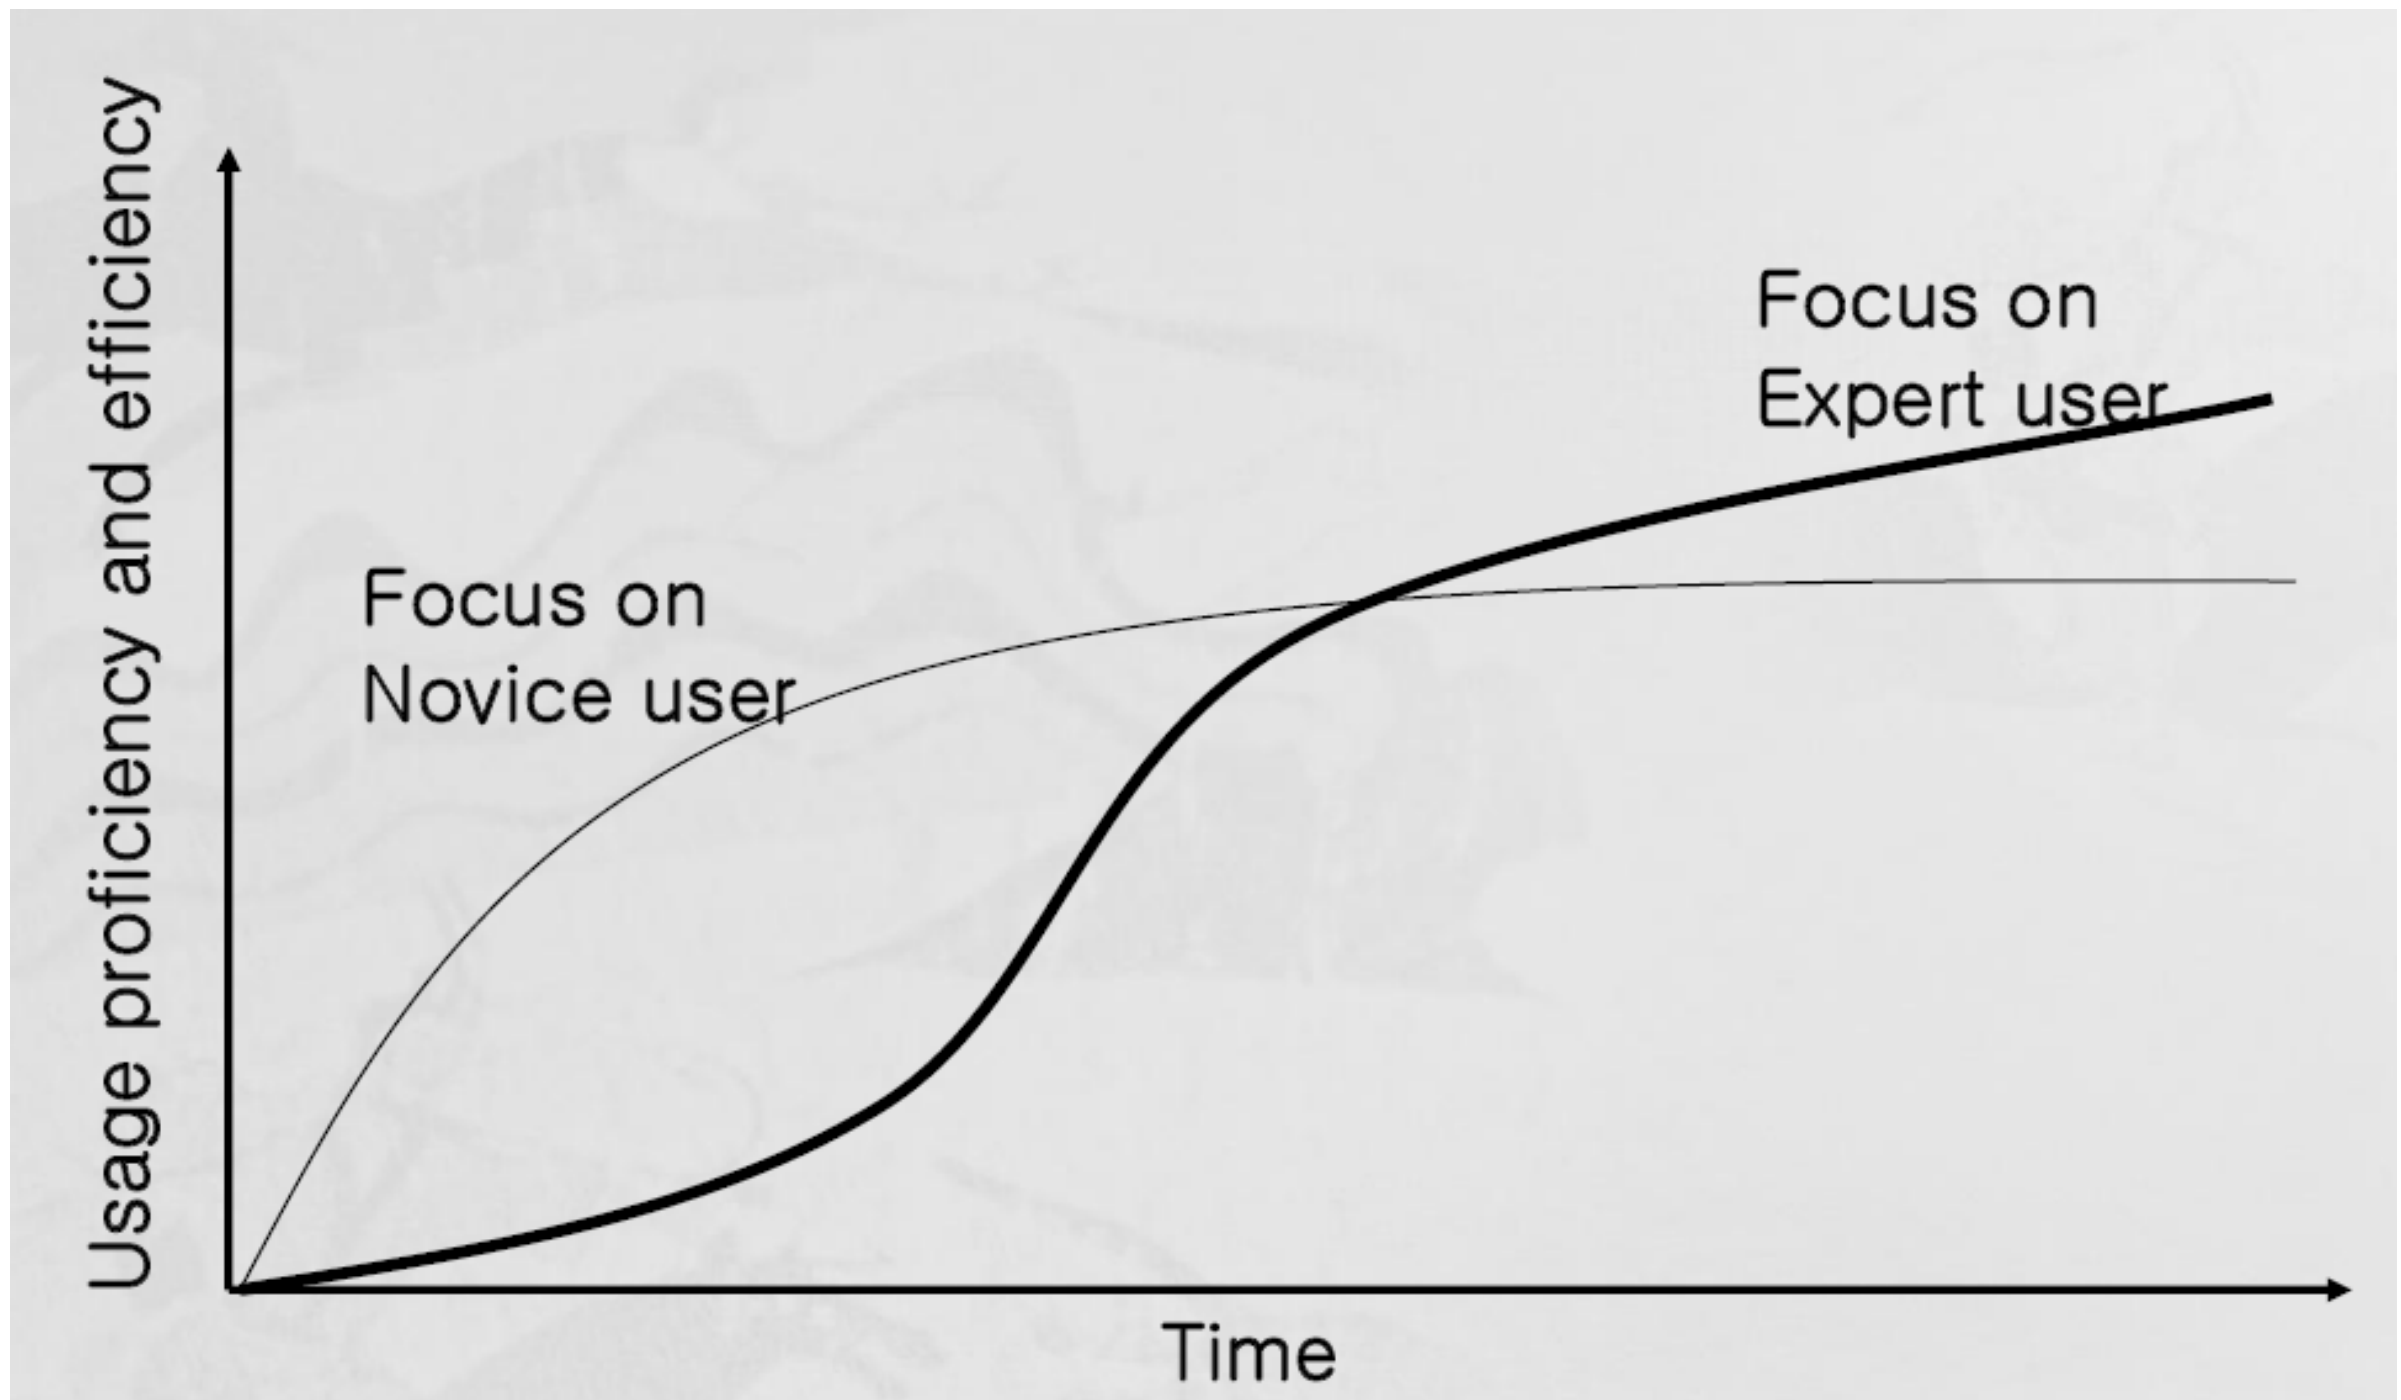 Usage proficiency and efficiency
Focus on
Expert user
Focus on
Novice user
Time